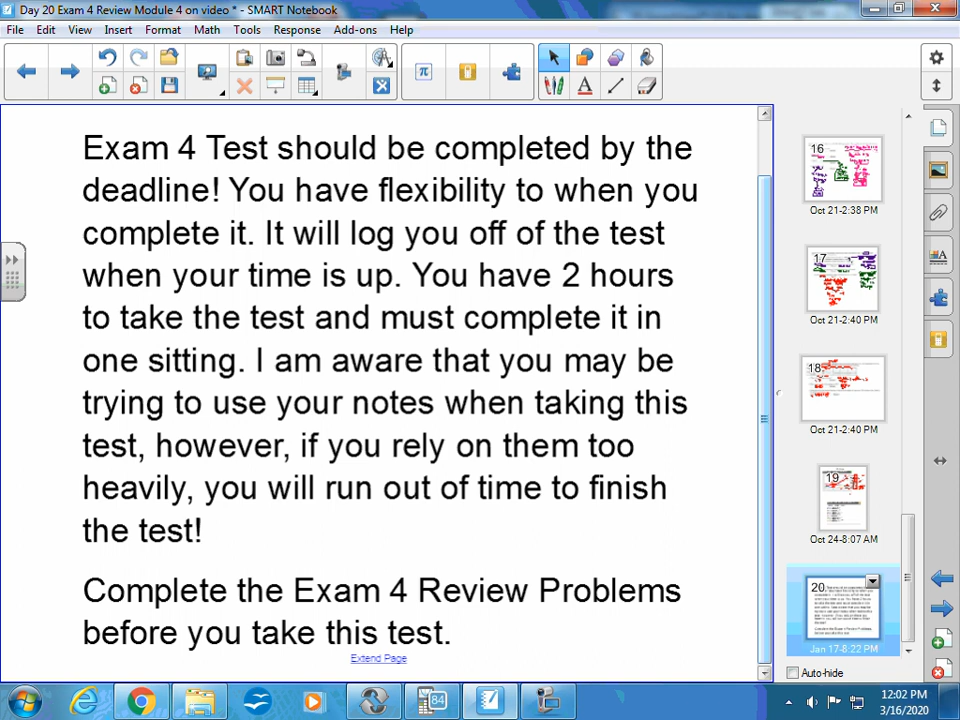 Day 20 Exam 4 Review Module 4 on video * - SMART Notebook
File Edit View Insert Format Math Tools Response Add-ons Help
Exam 4 Test should be completed by the
deadline! You have flexibility to when you
complete it. It will log you off of the test
when your time is up. You have 2 hours
to take the test and must complete it in
one sitting. I am aware that you may be
trying to use your notes when taking this
test, however, if you rely on them too
heavily, you will run out of time to finish
the test!
Complete the Exam 4 Review Problems
before you take this test.
Extend Page
16
Oct 21-2:38 PM
17
Oct 21-2:40 PM
18
Oct 21-2:40 PM
19
Oct 24-8:07 AM
20
Jan 17-8:22 PM
Auto-hide
84
12:02 PM
3/16/2020